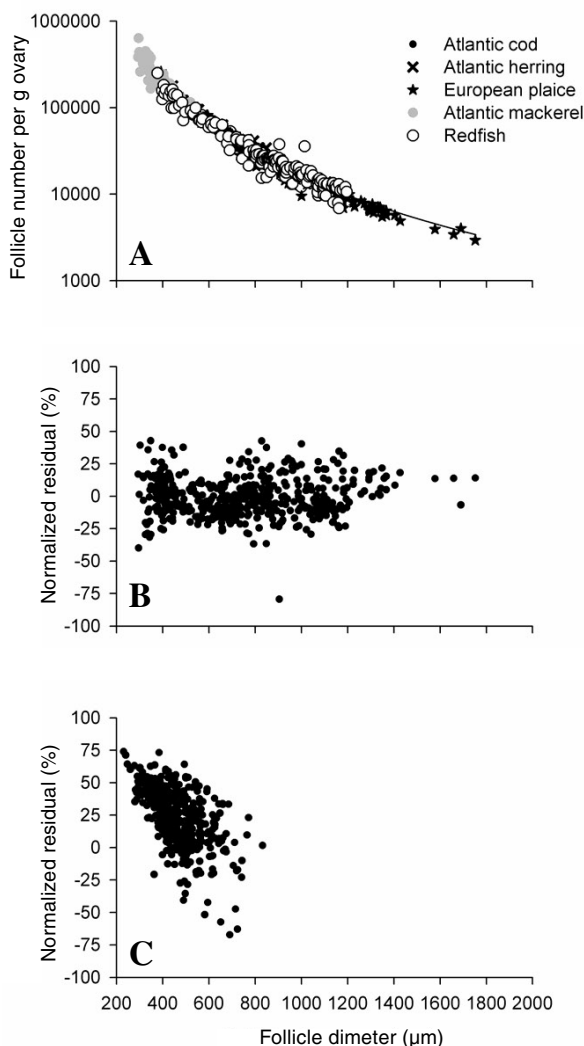 Follicle number per g ovary
1000000
100000
10000
1000
Atlantic cod
Atlantic herring
European plaice
Atlantic mackerel
Redfish
A
Normalized residual (%)
100
75
50
25
0
-25
-50
-75
-100
B
Normalized residual (%)
100
75
50
25
0
-25
-50
-75
-100
C
200 400 600 800 1000 1200 1400 1600 1800 2000
Follicle dimeter (µm)